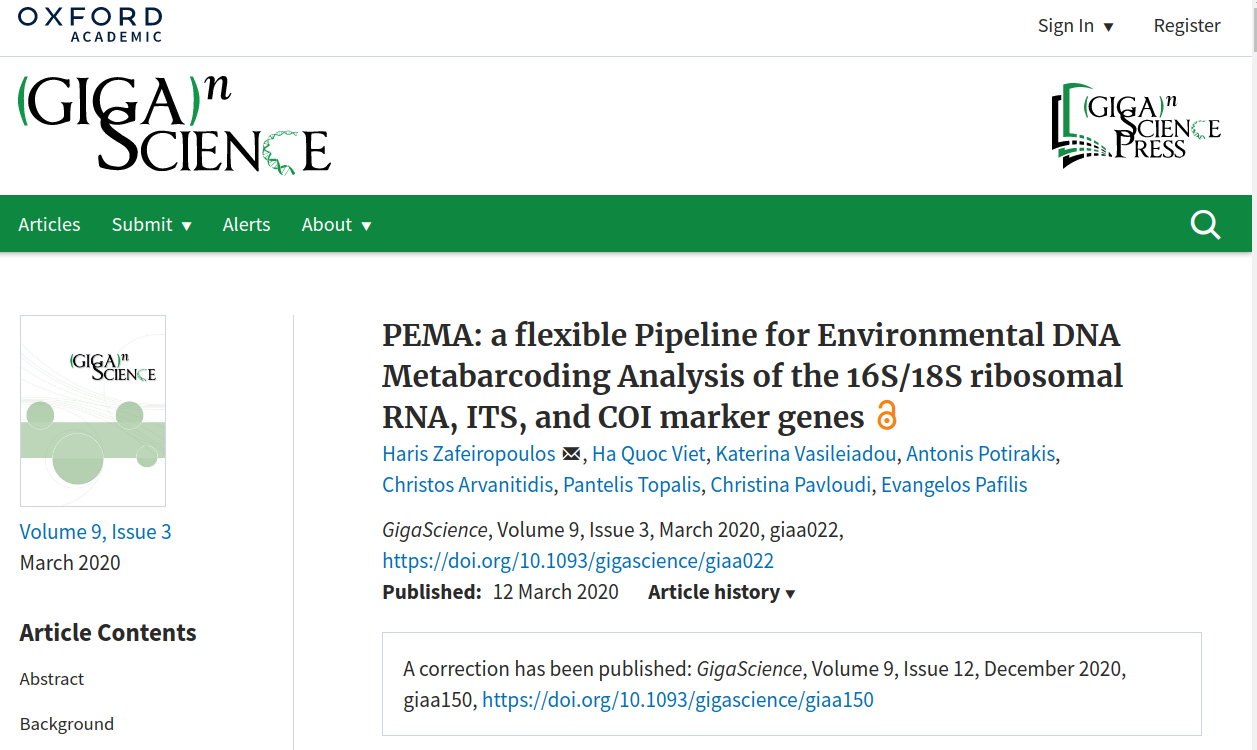 OXFORD
ACADEMIC
Sign In ▼ Register
(GIGA)n
SCIENCE
(GIGA)n
SCIENCE
PRESS
Articles Submit ▼ Alerts About ▼
(GIGA)n
SCIENCE
Volume 9, Issue 3
March 2020
Article Contents
Abstract
Background
PEMA: a flexible Pipeline for Environmental DNA
Metabarcoding Analysis of the 16S/18S ribosomal
RNA, ITS, and COI marker genes
Haris Zafeiropoulos, Ha Quoc Viet, Katerina Vasileiadou, Antonis Potirakis,
Christos Arvanitidis, Pantelis Topalis, Christina Pavloudi, Evangelos Pafilis
GigaScience, Volume 9, Issue 3, March 2020, giaa022,
https://doi.org/10.1093/gigascience/giaa022
Published: 12 March 2020 Article history ▼
A correction has been published: GigaScience, Volume 9, Issue 12, December 2020,
giaa150, https://doi.org/10.1093/gigascience/giaa150